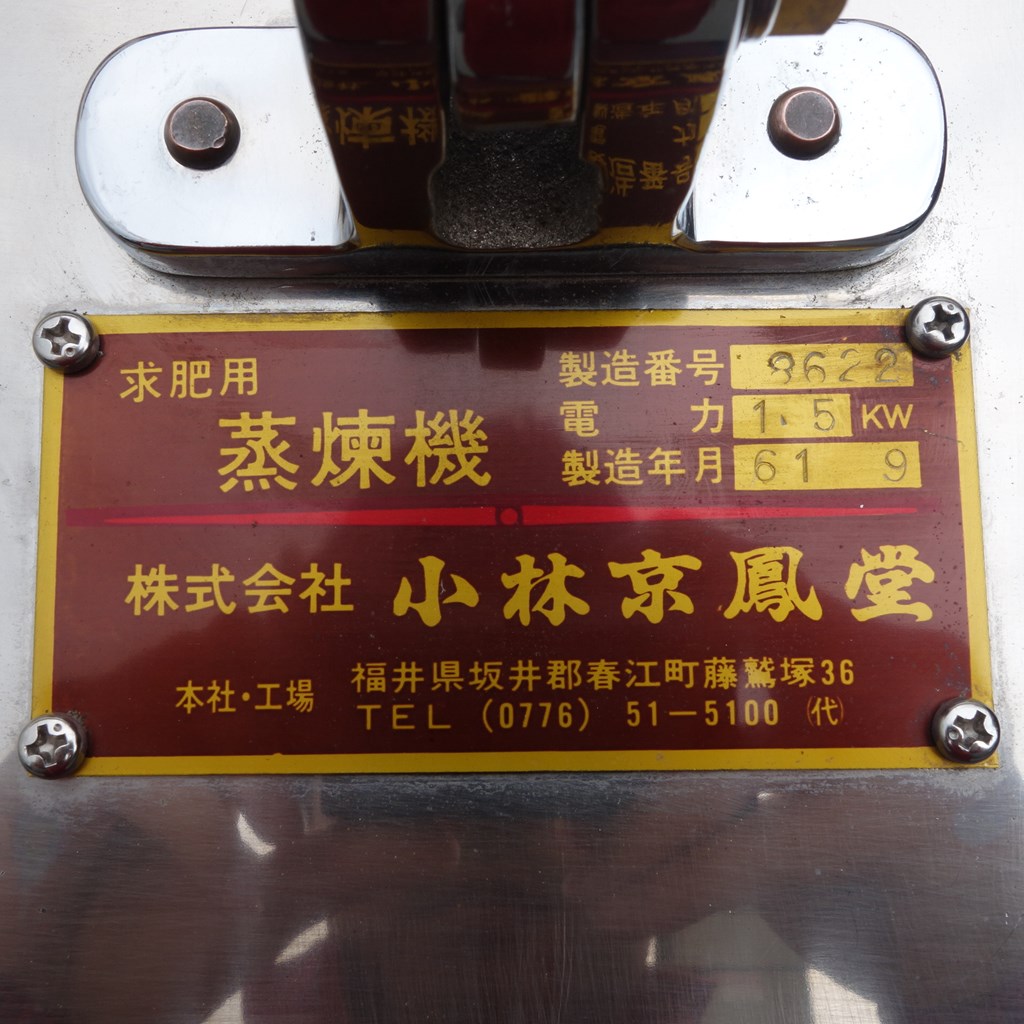 求肥用
蒸煉機
製造番号 8622
電力 1.5 KW
製造年月 61 9
株式会社 小林京鳳堂
本社・工場 福井県坂井郡春江町藤鷲塚36
TEL (0776) 51-5100 (代)